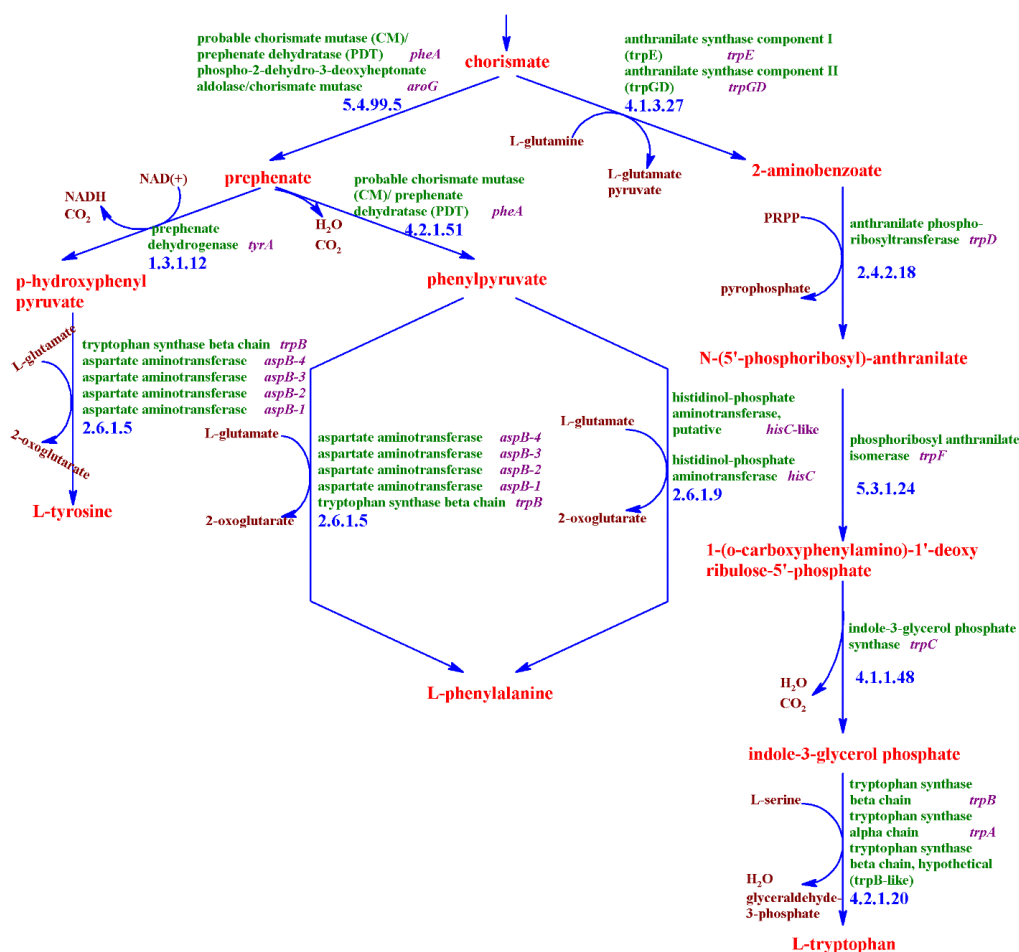 probable chorismate mutase (CM)/
prephenate dehydratase (PDT) pheA
phospho-2-dehydro-3-deoxyheptonate
aldolase/chorismate mutase aroG
5.4.99.5
chorismate
anthranilate synthase component I
(trpE) trpE
anthranilate synthase component II
(trpGD) trpGD
4.1.3.27
L-glutamine
L-glutamate
pyruvate
2-aminobenzoate
prephenate
NAD(+)
NADH
CO2
prephenate
dehydrogenase tyrA
1.3.1.12
probable chorismate mutase
(CM)/ prephenate
dehydratase (PDT) pheA
4.2.1.51
H2O
CO2
PRPP
anthranilate phospho-
ribosyltransferase trpD
2.4.2.18
pyrophosphate
p-hydroxyphenyl
pyruvate
phenylpyruvate
N-(5'-phosphoribosyl)-anthranilate
L-glutamate
tryptophan synthase beta chain trpB
aspartate aminotransferase aspB-4
aspartate aminotransferase aspB-3
aspartate aminotransferase aspB-2
aspartate aminotransferase aspB-1
2.6.1.5
2-oxoglutarate
L-tyrosine
L-glutamate
aspartate aminotransferase aspB-4
aspartate aminotransferase aspB-3
aspartate aminotransferase aspB-2
aspartate aminotransferase aspB-1
tryptophan synthase beta chain trpB
2.6.1.5
2-oxoglutarate
L-glutamate
histidinol-phosphate
aminotransferase,
putative hisC-like
histidinol-phosphate
aminotransferase hisC
2.6.1.9
2-oxoglutarate
phosphoribosyl anthranilate
isomerase trpF
5.3.1.24
1-(o-carboxyphenylamino)-1'-deoxy
ribulose-5'-phosphate
indole-3-glycerol phosphate
synthase trpC
4.1.1.48
H2O
CO2
L-phenylalanine
indole-3-glycerol phosphate
L-serine
tryptophan synthase
beta chain trpB
tryptophan synthase
alpha chain trpA
tryptophan synthase
beta chain, hypothetical
(trpB-like)
4.2.1.20
H2O
glyceraldehyde-
3-phosphate
L-tryptophan